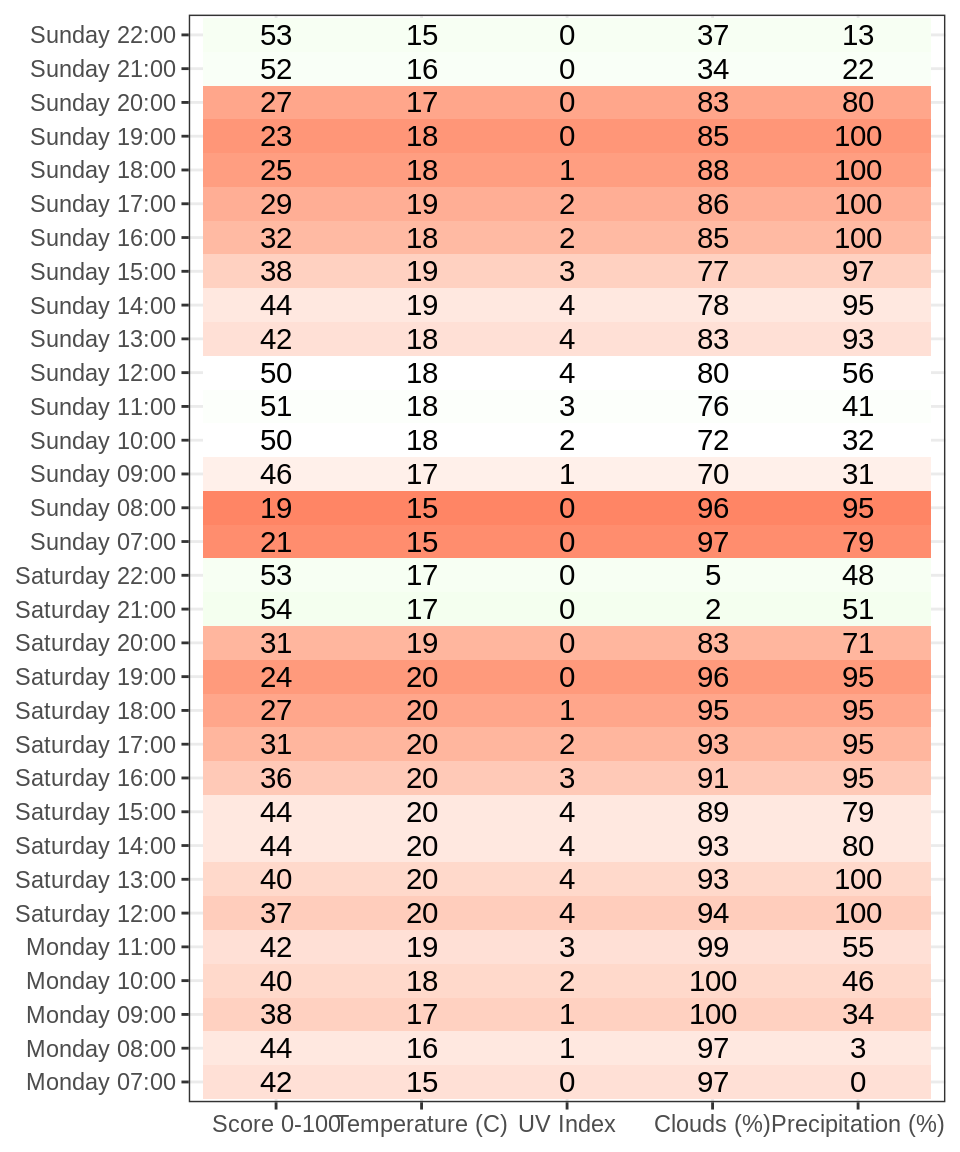 Sunday 22:00 53 15 0 37 13
Sunday 21:00 52 16 0 34 22
Sunday 20:00 27 17 0 83 80
Sunday 19:00 23 18 0 85 100
Sunday 18:00 25 18 1 88 100
Sunday 17:00 29 19 2 86 100
Sunday 16:00 32 18 2 85 100
Sunday 15:00 38 19 3 77 97
Sunday 14:00 44 19 4 78 95
Sunday 13:00 42 18 4 83 93
Sunday 12:00 50 18 4 80 56
Sunday 11:00 51 18 3 76 41
Sunday 10:00 50 18 2 72 32
Sunday 09:00 46 17 1 70 31
Sunday 08:00 19 15 0 96 95
Sunday 07:00 21 15 0 97 79
Saturday 22:00 53 17 0 5 48
Saturday 21:00 54 17 0 2 51
Saturday 20:00 31 19 0 83 71
Saturday 19:00 24 20 0 96 95
Saturday 18:00 27 20 1 95 95
Saturday 17:00 31 20 2 93 95
Saturday 16:00 36 20 3 91 95
Saturday 15:00 44 20 4 89 79
Saturday 14:00 44 20 4 93 80
Saturday 13:00 40 20 4 93 100
Saturday 12:00 37 20 4 94 100
Monday 11:00 42 19 3 99 55
Monday 10:00 40 18 2 100 46
Monday 09:00 38 17 1 100 34
Monday 08:00 44 16 1 97 3
Monday 07:00 42 15 0 97 0
Score 0-100 Temperature (C) UV Index Clouds (%) Precipitation (%)